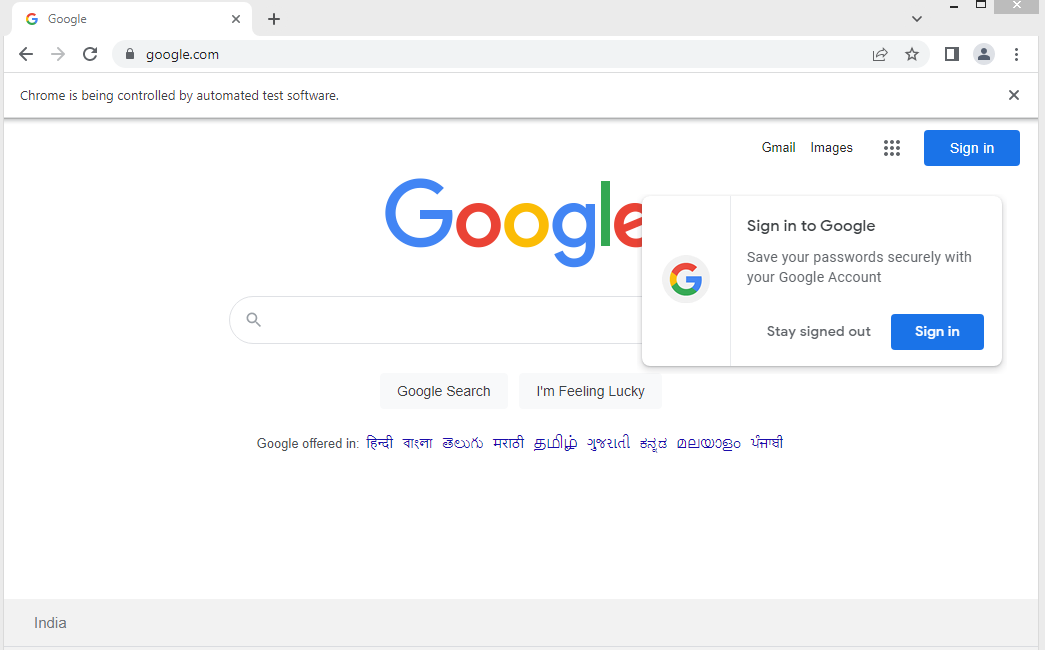 Google
google.com
Chrome is being controlled by automated test software.
Gmail Images Sign in
Google
Sign in to Google
Save your passwords securely with
your Google Account
Stay signed out Sign in
Google Search I'm Feeling Lucky
Google offered in: हिन्दी বাংলা తెలుగు मराठी தமிழ் ગુજરાતી ಕನ್ನಡ മലയാളം ਪੰਜਾਬੀ
India